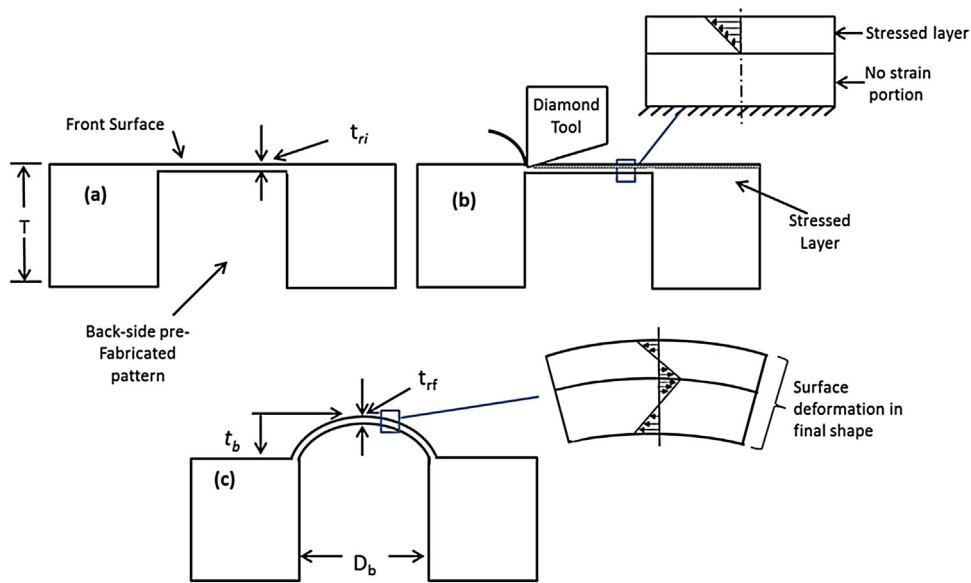 Front Surface
t_ri
(a)
T
Back-side pre-
Fabricated
pattern
Diamond
Tool
(b)
Stressed
Layer
Stressed layer
No strain
portion
t_rf
t_b
(c)
D_b
Surface
deformation in
final shape